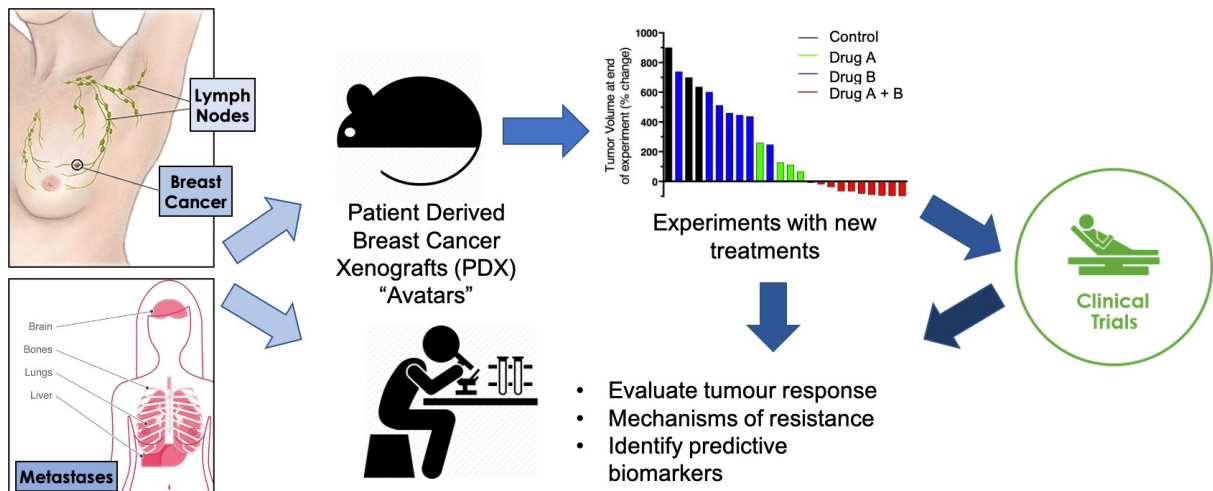 Lymph
Nodes
Breast
Cancer
Brain
Bones
Lungs
Liver
Metastases
Patient Derived
Breast Cancer
Xenografts (PDX)
“Avatars”
Tumor Volume at end
of experiment (% change)
1000
800
600
400
200
0
Control
Drug A
Drug B
Drug A + B
Experiments with new
treatments
• Evaluate tumour response
• Mechanisms of resistance
• Identify predictive
biomarkers
Clinical
Trials